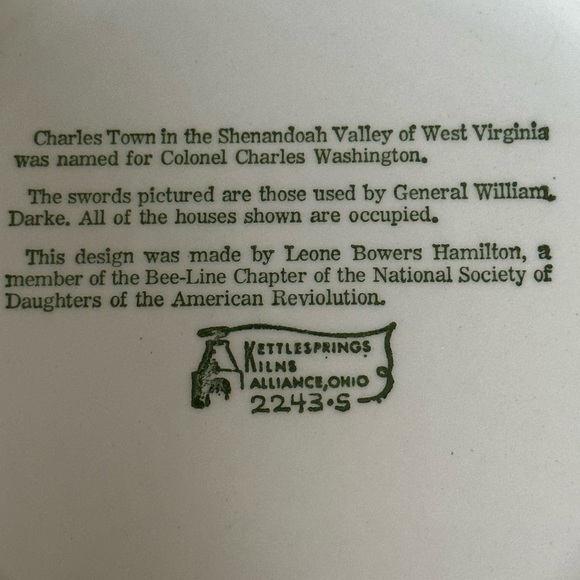 Charles Town in the Shenandoah Valley of West Virginia
was named for Colonel Charles Washington.
The swords pictured are those used by General William
Darke. All of the houses shown are occupied.
This design was made by Leone Bowers Hamilton, a
member of the Bee-Line Chapter of the National Society of
Daughters of the American Reviolution.
KETTLESPRINGS
KILNS
ALLIANCE, OHIO
2243·S